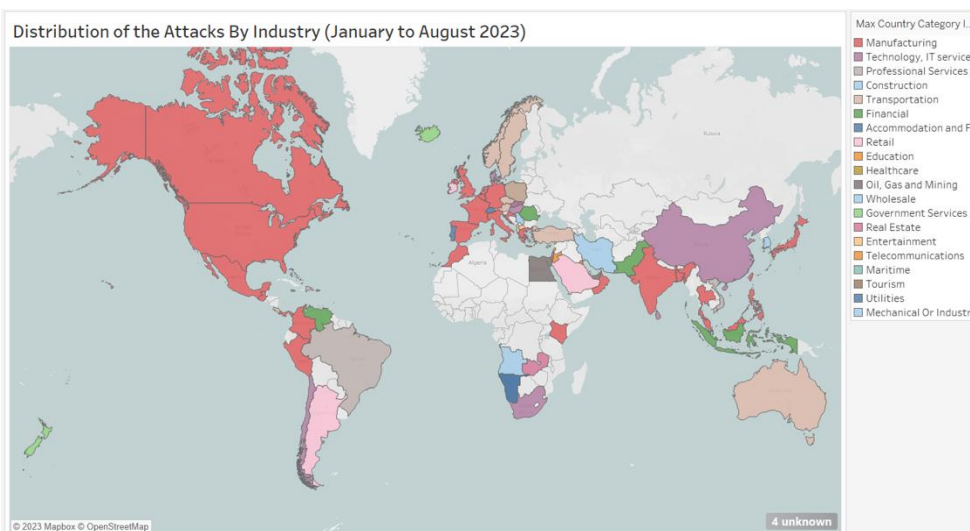 Distribution of the Attacks By Industry (January to August 2023)
Max Country Category I..
Manufacturing
Technology, IT service
Professional Services
Construction
Transportation
Financial
Accommodation and F
Retail
Education
Healthcare
Oil, Gas and Mining
Wholesale
Government Services
Real Estate
Entertainment
Telecommunications
Maritime
Tourism
Utilities
Mechanical Or Industr
Russia
Algeria
4 unknown
© 2023 Mapbox © OpenStreetMap